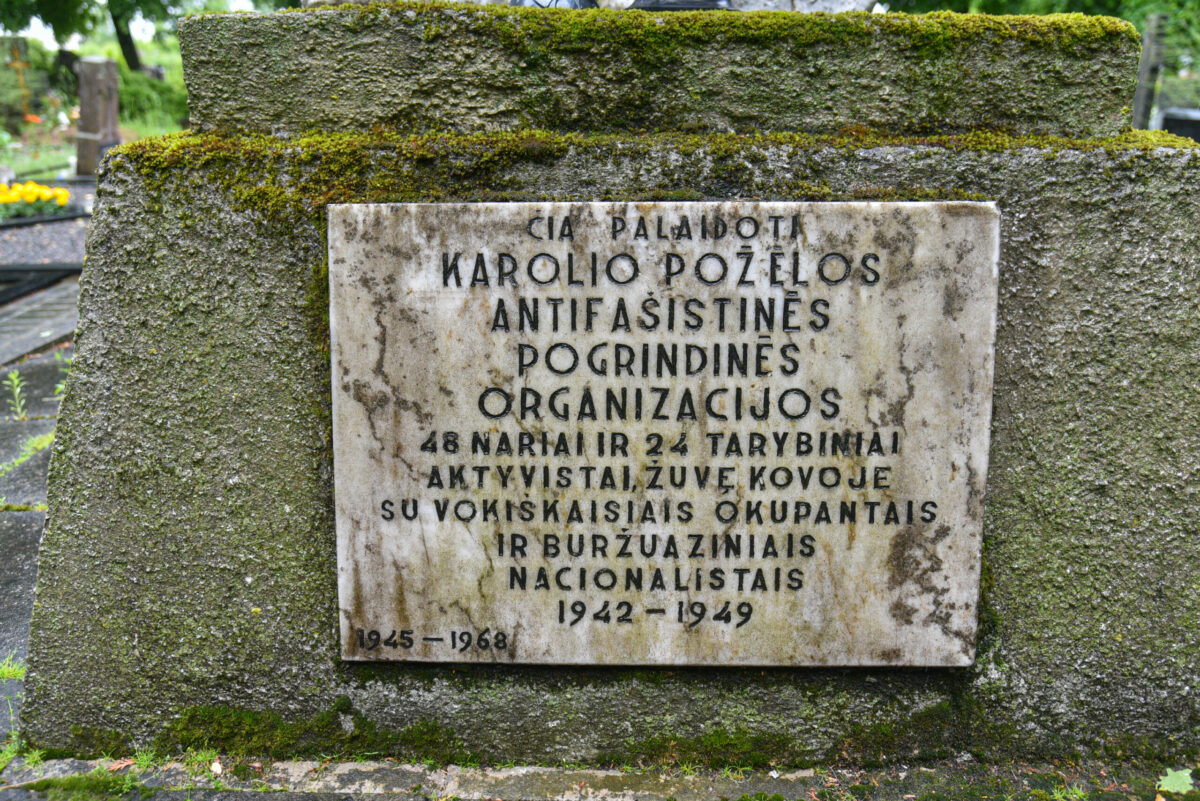 ČIA PALAIDOTI
KAROLIO POŽĖLOS
ANTIFAŠISTINĖS
POGRINDINĖS
ORGANIZACIJOS
48 NARIAI IR 24 TARYBINIAI
AKTYVISTAI, ŽUVĘ KOVOJE
SU VOKIŠKAISIAIS OKUPANTAIS
IR BURŽUAZINIAIS
NACIONALISTAIS
1942 – 1949
1945 – 1968